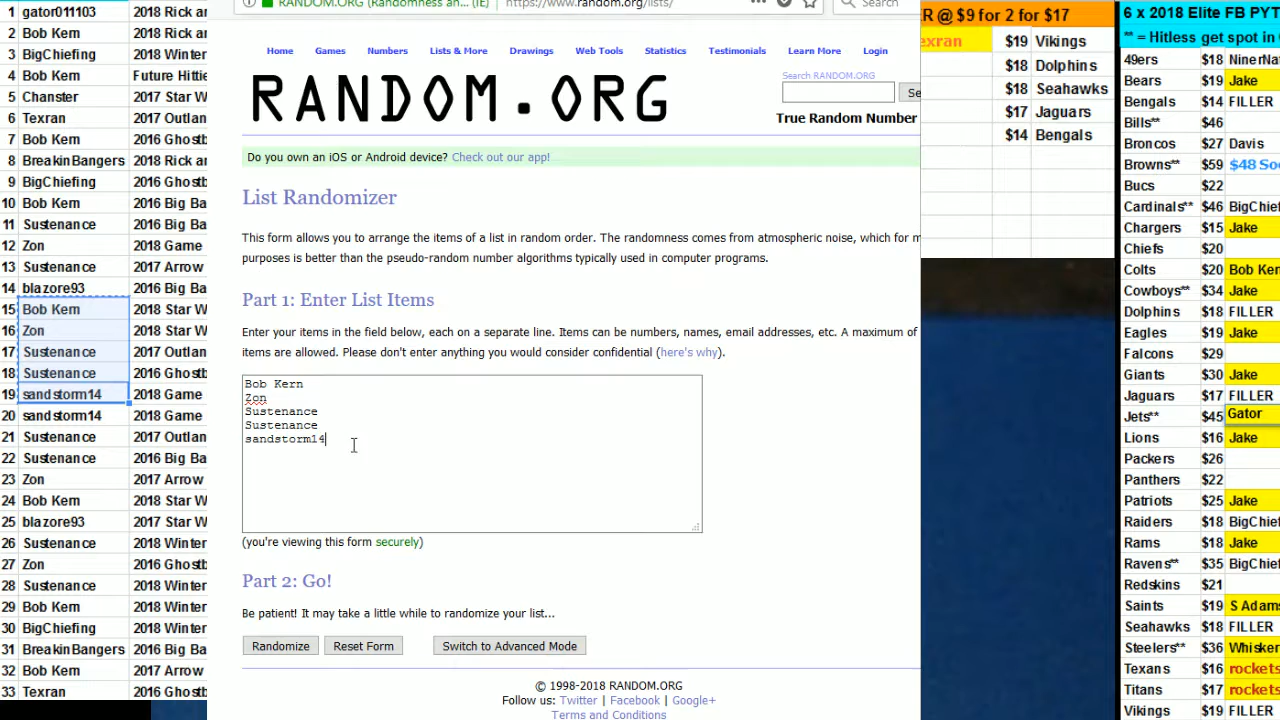 1 gator011103 2018 Rick ar
2 Bob Kern 2018 Rick ar
3 BigChiefing 2018 Winter
4 Bob Kern Future Hittie
5 Chanster 2017 Star W
6 Texran 2017 Outlan
7 Bob Kern 2016 Ghostb
8 BreakinBangers 2018 Rick ar
9 BigChiefing 2016 Ghostb
10 Bob Kern 2016 Big Ba
11 Sustenance 2016 Big Ba
12 Zon 2018 Game
13 Sustenance 2017 Arrow
14 blazore93 2016 Big Ba
15 Bob Kern 2018 Star W
16 Zon 2018 Star W
17 Sustenance 2017 Outlan
18 Sustenance 2016 Ghostb
19 sandstorm14 2018 Game
20 sandstorm14 2018 Game
21 Sustenance 2017 Outlan
22 Sustenance 2016 Big Ba
23 Zon 2017 Arrow
24 Bob Kern 2018 Star W
25 blazore93 2017 Star W
26 Sustenance 2018 Winter
27 Zon 2016 Ghostb
28 Sustenance 2018 Winter
29 Bob Kern 2018 Winter
30 BigChiefing 2018 Winter
31 BreakinBangers 2018 Winter
32 Bob Kern 2017 Arrow
33 Texran 2016 Ghostb
RANDOM.ORG (Randomness an... (IE) https://www.random.org/lists/ Search
Home Games Numbers Lists & More Drawings Web Tools Statistics Testimonials Learn More Login
RANDOM.ORG
Search RANDOM.ORG
Se
True Random Number
Do you own an iOS or Android device? Check out our app!
List Randomizer
This form allows you to arrange the items of a list in random order. The randomness comes from atmospheric noise, which for m
purposes is better than the pseudo-random number algorithms typically used in computer programs.
Part 1: Enter List Items
Enter your items in the field below, each on a separate line. Items can be numbers, names, email addresses, etc. A maximum of
items are allowed. Please don't enter anything you would consider confidential (here's why).
Bob Kern
Zon
Sustenance
Sustenance
sandstorm14
(you're viewing this form securely)
Part 2: Go!
Be patient! It may take a little while to randomize your list...
Randomize Reset Form Switch to Advanced Mode
© 1998-2018 RANDOM.ORG
Follow us: Twitter | Facebook | Google+
Terms and Conditions
R @ $9 for 2 for $17
exran $19 Vikings
$18 Dolphins
$18 Seahawks
$17 Jaguars
$14 Bengals
6 x 2018 Elite FB PYT
** = Hitless get spot in
49ers $18 NinerNa
Bears $19 Jake
Bengals $14 FILLER
Bills** $46
Broncos $27 Davis
Browns** $59 $48 Soo
Bucs $22
Cardinals** $46 BigChief
Chargers $15 Jake
Chiefs $20
Colts $20 Bob Ker
Cowboys** $34 Jake
Dolphins $18 FILLER
Eagles $19 Jake
Falcons $29
Giants $30 Jake
Jaguars $17 FILLER
Jets** $45 Gator
Lions $16 Jake
Packers $26
Panthers $22
Patriots $25 Jake
Raiders $18 BigChief
Rams $18 Jake
Ravens** $35 BigChief
Redskins $21
Saints $19 S Adams
Seahawks $18 FILLER
Steelers** $36 Whisker
Texans $16 rockets
Titans $17 rockets
Vikings $19 FILLER